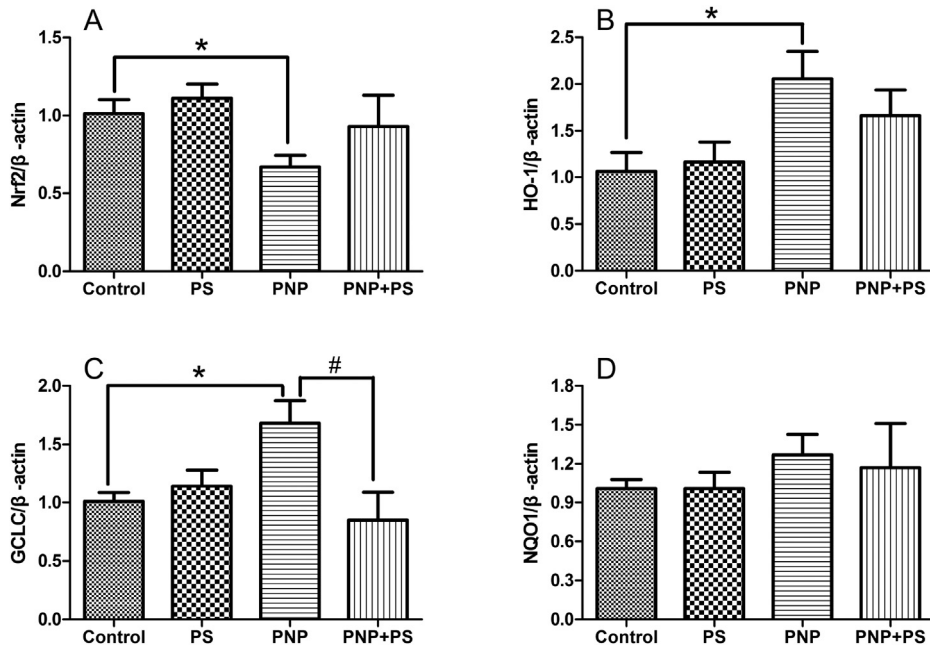 A
Nrf2/β -actin
1.5
1.0
0.5
0.0
*
Control PS PNP PNP+PS
B
HO-1/β -actin
2.5
2.0
1.5
1.0
0.5
0.0
*
Control PS PNP PNP+PS
C
GCLC/β -actin
2.0
1.5
1.0
0.5
0.0
*
#
Control PS PNP PNP+PS
D
NQO1/β -actin
1.8
1.5
1.2
0.9
0.6
0.3
0.0
Control PS PNP PNP+PS